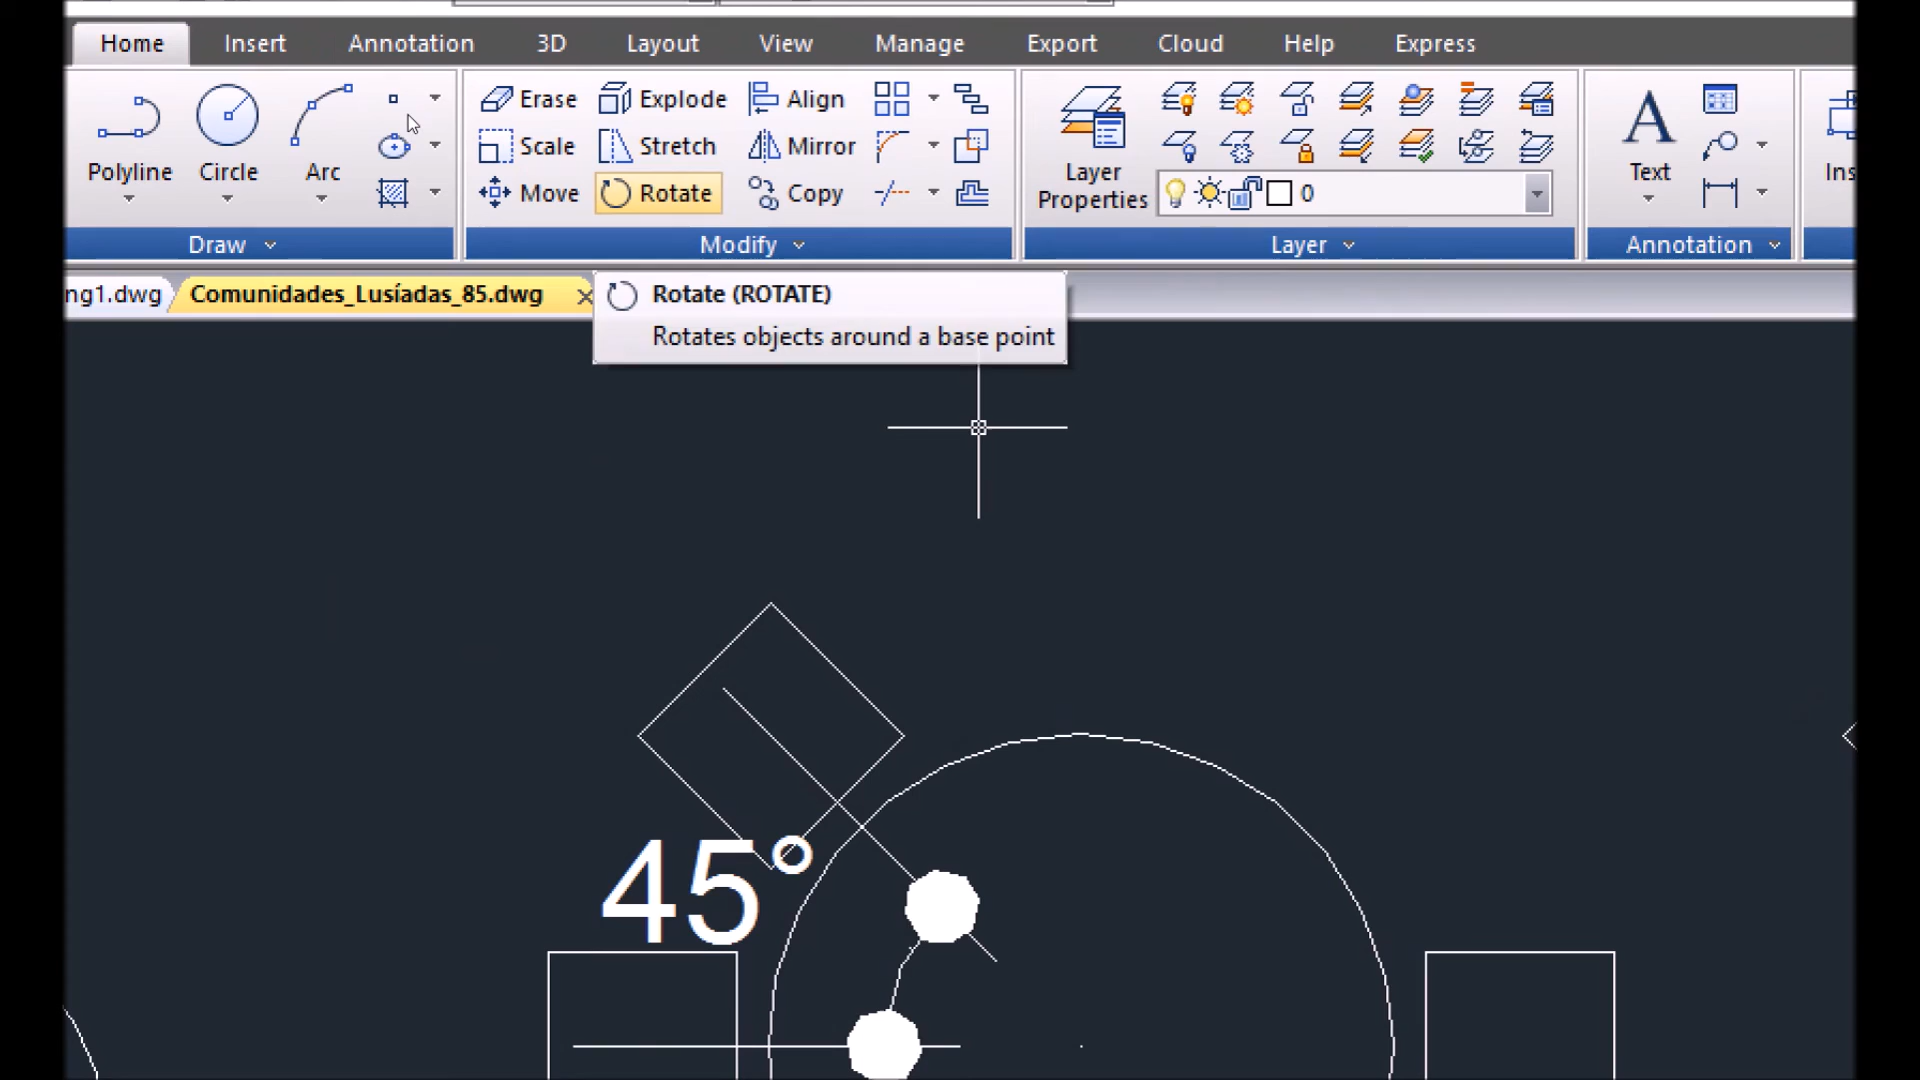 Home Insert Annotation 3D Layout View Manage Export Cloud Help Express
Erase Explode Align
Scale Stretch Mirror
Polyline Circle Arc
Move Rotate Copy
Layer Properties
0
Text
Ins
Draw Modify Layer Annotation
ng1.dwg Comunidades_Lusíadas_85.dwg
Rotate (ROTATE)
Rotates objects around a base point
45°